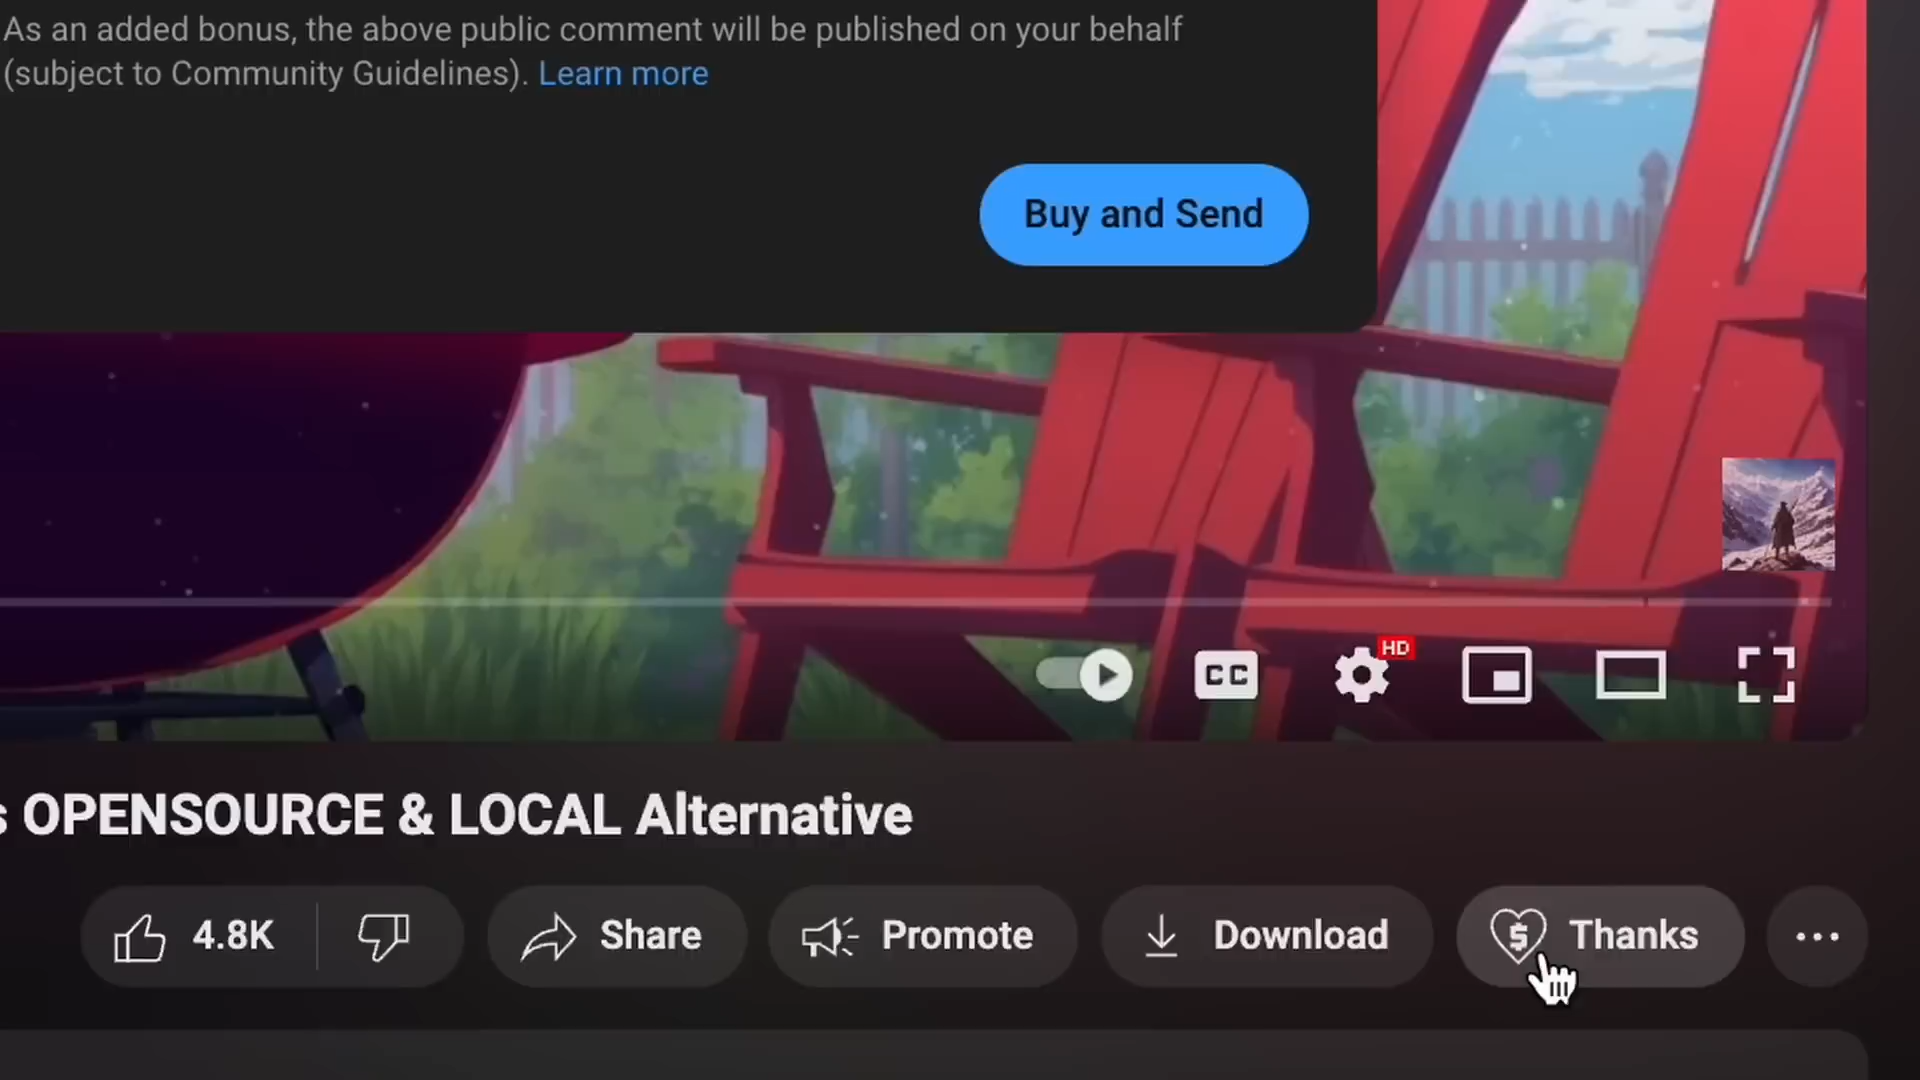 As an added bonus, the above public comment will be published on your behalf
(subject to Community Guidelines). Learn more
Buy and Send
CC
HD
s OPENSOURCE & LOCAL Alternative
4.8K
Share
Promote
Download
$ Thanks